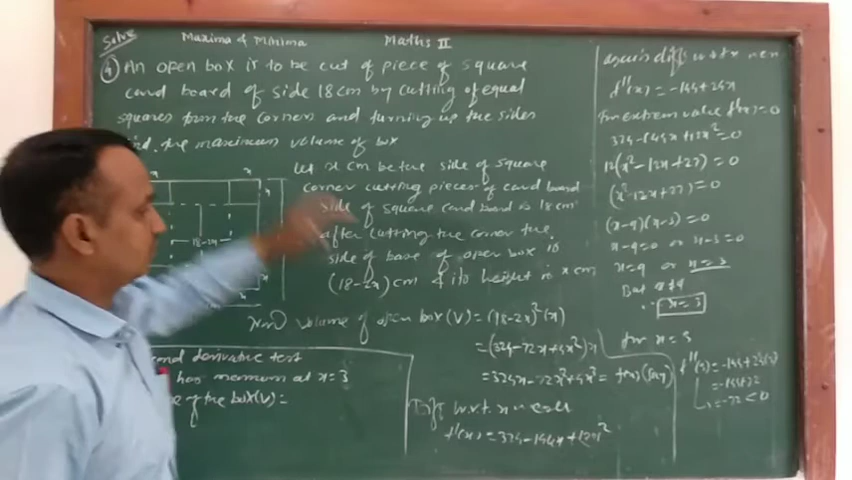 Solve
Maxima & Minima Maths II
(4) An open box is to be cut of piece of square
card board of side 18cm by cutting of equal
squares from the corners and turning up the sides
the maximum volume of box
let x cm be the side of square
corner cutting pieces of card board
side of square card board is 18 cm
after cutting the corner the
side of base of open box is
(18-2x) cm & its height is x cm
x
x
18-2x
x
Now volume of open box (V) = (18-2x)²(x)
= (324-72x+4x²)x
= 324x-72x²+4x³ = f(x) (say)
Diff w.r.t. x we
f'(x) = 324-144x+12x²
again diff w.r.t x
f''(x) = -144+24x
for extrem value f'(x)=0
324-144x+12x²=0
12(x²-12x+27)=0
(x²-12x+27)=0
(x-9)(x-3)=0
x-9=0 or x-3=0
x=9 or x=3
But x≠9
∴ x=3
for x=3
f''(3) = -144+24(3)
= -144+72
= -72 < 0
derivative test
has maximum at x=3
of the box(V)=